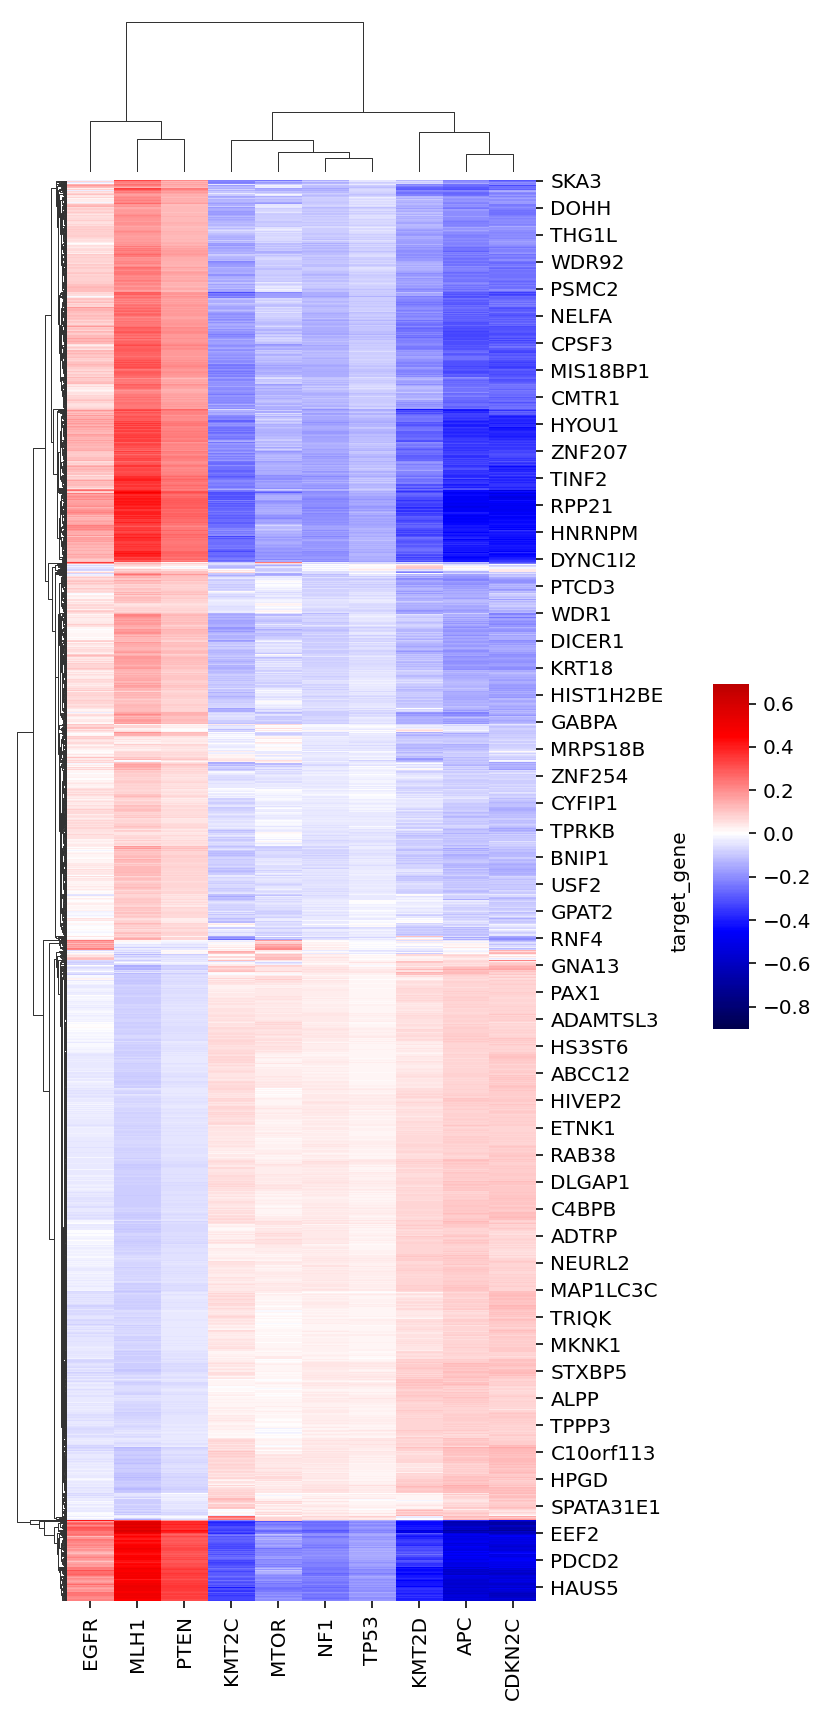 SKA3
DOHH
THG1L
WDR92
PSMC2
NELFA
CPSF3
MIS18BP1
CMTR1
HYOU1
ZNF207
TINF2
RPP21
HNRNPM
DYNC1I2
PTCD3
WDR1
DICER1
KRT18
HIST1H2BE
GABPA
MRPS18B
ZNF254
CYFIP1
TPRKB
BNIP1
USF2
GPAT2
RNF4
GNA13
PAX1
ADAMTSL3
HS3ST6
ABCC12
HIVEP2
ETNK1
RAB38
DLGAP1
C4BPB
ADTRP
NEURL2
MAP1LC3C
TRIQK
MKNK1
STXBP5
ALPP
TPPP3
C10orf113
HPGD
SPATA31E1
EEF2
PDCD2
HAUS5
EGFR
MLH1
PTEN
KMT2C
MTOR
NF1
TP53
KMT2D
APC
CDKN2C
target_gene
0.6
0.4
0.2
0.0
−0.2
−0.4
−0.6
−0.8